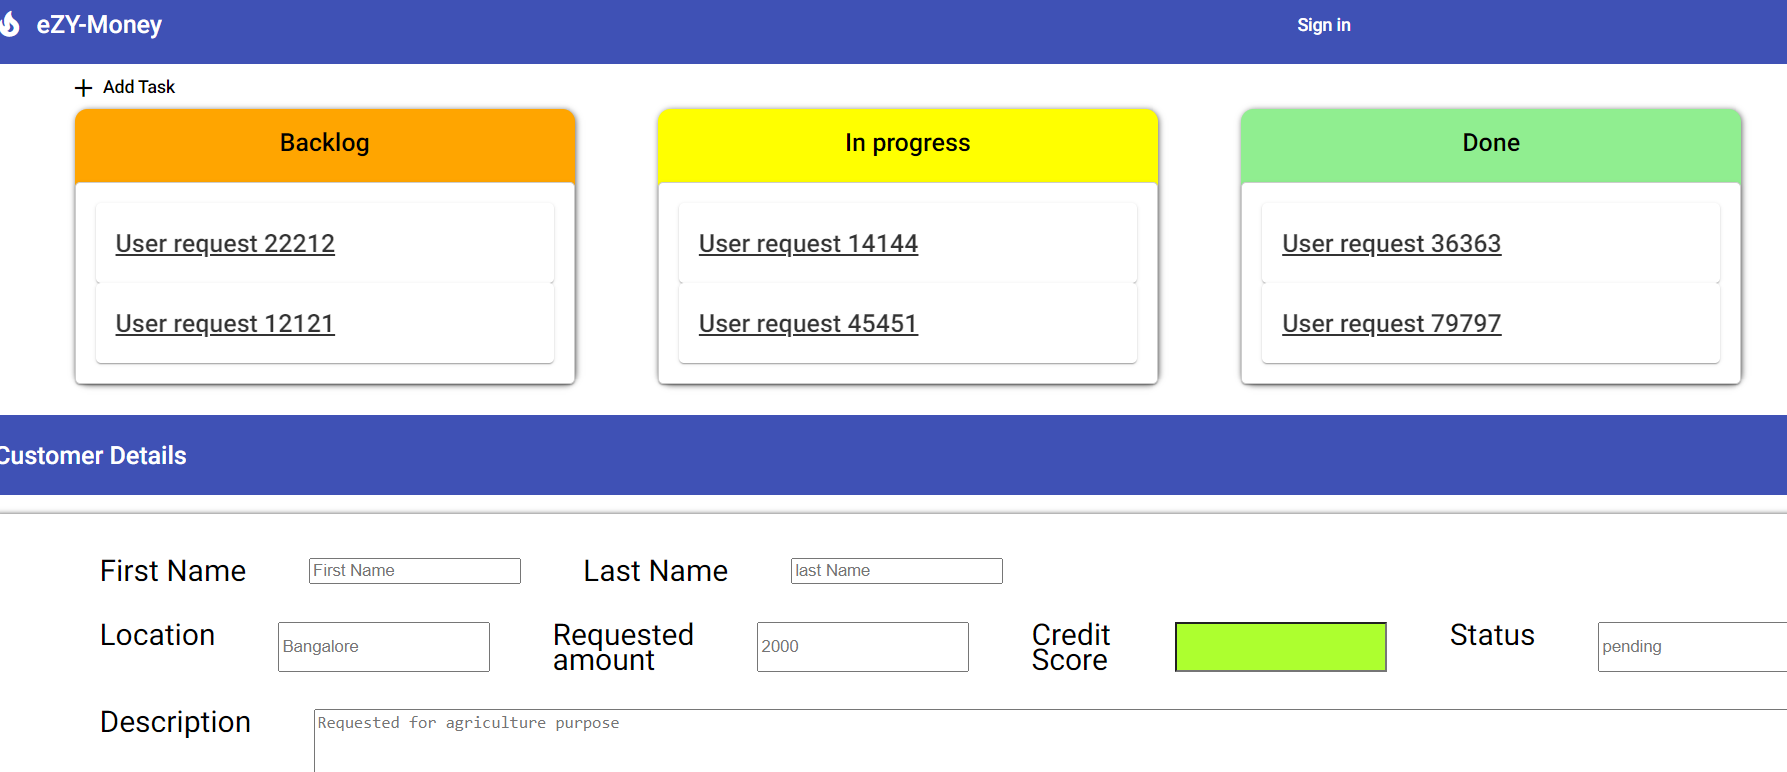 eZY-Money
Sign in
Add Task
Backlog
In progress
Done
User request 22212
User request 14144
User request 36363
User request 12121
User request 45451
User request 79797
Customer Details
First Name
First Name
Last Name
last Name
Location
Bangalore
Requested
amount
2000
Credit
Score
Status
pending
Description
Requested for agriculture purpose